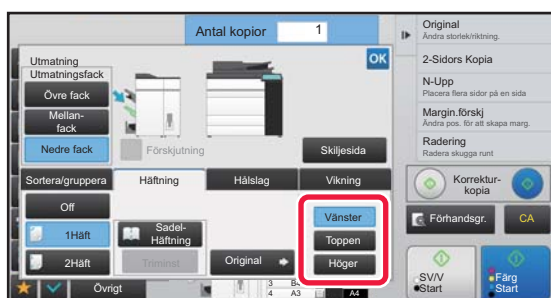 Antal kopior
1
Utmatning
OK
Utmatningsfack
Övre fack
Mellan-
fack
Nedre fack
Förskjutning
Skiljesida
Sortera/gruppera
Häftning
Hålslag
Vikning
Off
1Häft
2Häft
Sadel-
Häftning
Triminst
Original
Vänster
Toppen
Höger
Övrigt
3 B4
4 A3
A4
Original
Ändra storlek/riktning.
2-Sidors Kopia
N-Upp
Placera flera sidor på en sida
Margin.förskj
Ändra pos. för att skapa marg.
Radering
Radera skugga runt
Korrektur-
kopia
Förhandsgr.
CA
SV/V
Start
Färg
Start